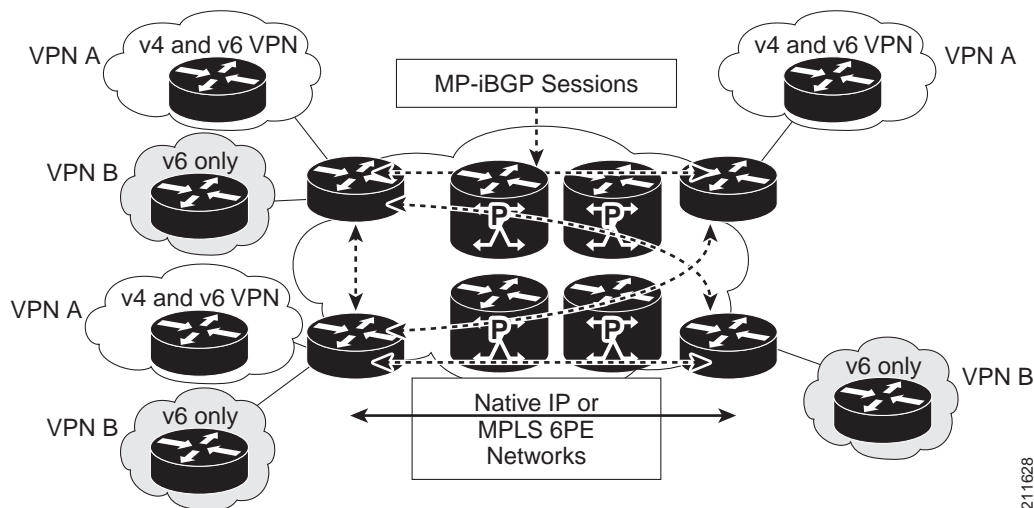 VPN A
v4 and v6 VPN
v4 and v6 VPN
VPN A
MP-iBGP Sessions
VPN B
v6 only
P
P
VPN A
v4 and v6 VPN
P
P
VPN B
v6 only
Native IP or
MPLS 6PE
Networks
v6 only
VPN B
211628